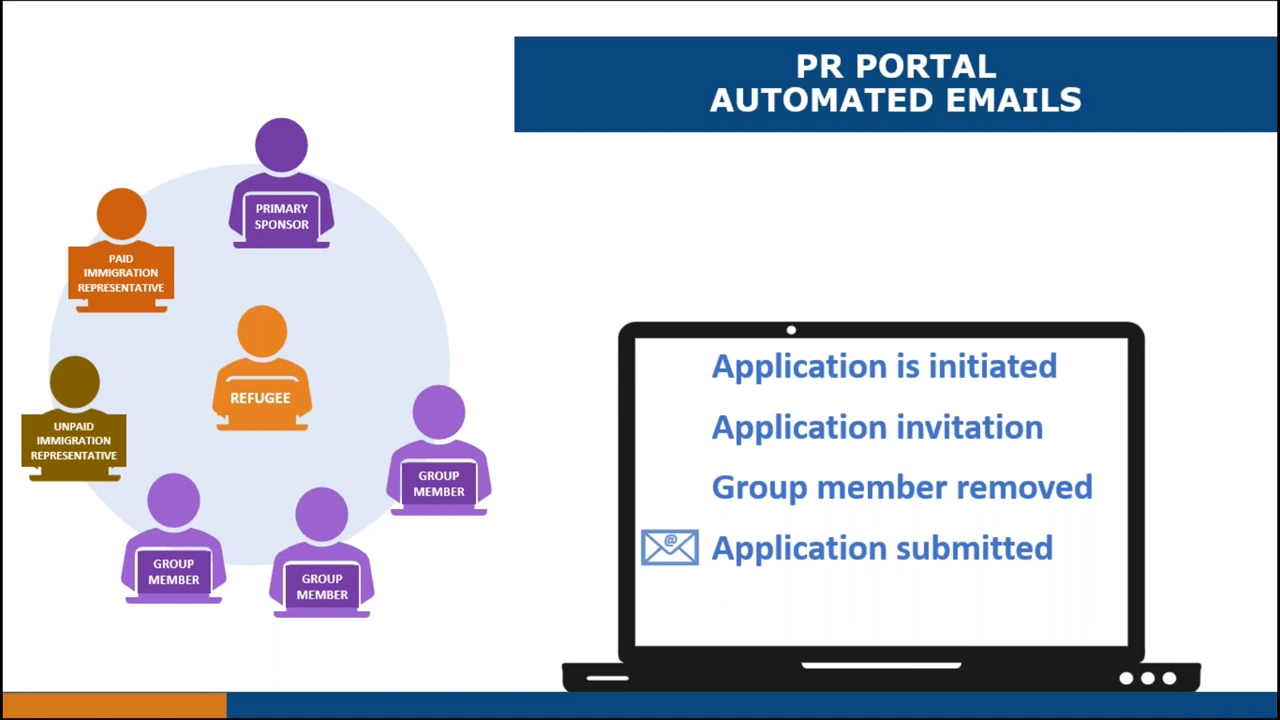 PR PORTAL
AUTOMATED EMAILS
PRIMARY
SPONSOR
PAID
IMMIGRATION
REPRESENTATIVE
REFUGEE
UNPAID
IMMIGRATION
REPRESENTATIVE
GROUP
MEMBER
GROUP
MEMBER
GROUP
MEMBER
Application is initiated
Application invitation
Group member removed
@
Application submitted